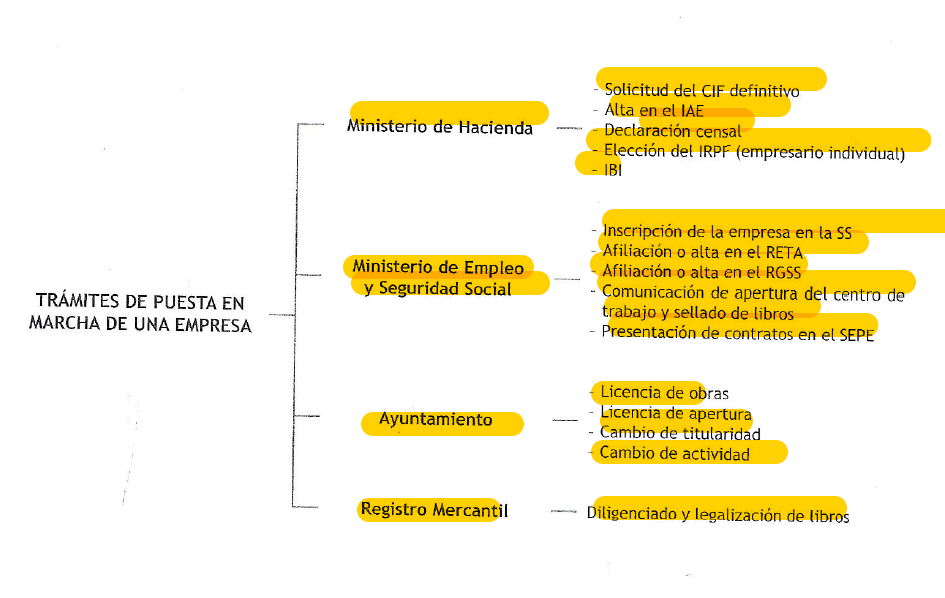 TRÁMITES DE PUESTA EN
MARCHA DE UNA EMPRESA
Ministerio de Hacienda
- Solicitud del CIF definitivo
- Alta en el IAE
- Declaración censal
- Elección del IRPF (empresario individual)
- IBI
Ministerio de Empleo
y Seguridad Social
- Inscripción de la empresa en la SS
- Afiliación o alta en el RETA
- Afiliación o alta en el RGSS
- Comunicación de apertura del centro de
trabajo y sellado de libros
- Presentación de contratos en el SEPE
Ayuntamiento
- Licencia de obras
- Licencia de apertura
- Cambio de titularidad
- Cambio de actividad
Registro Mercantil
Diligenciado y legalización de libros